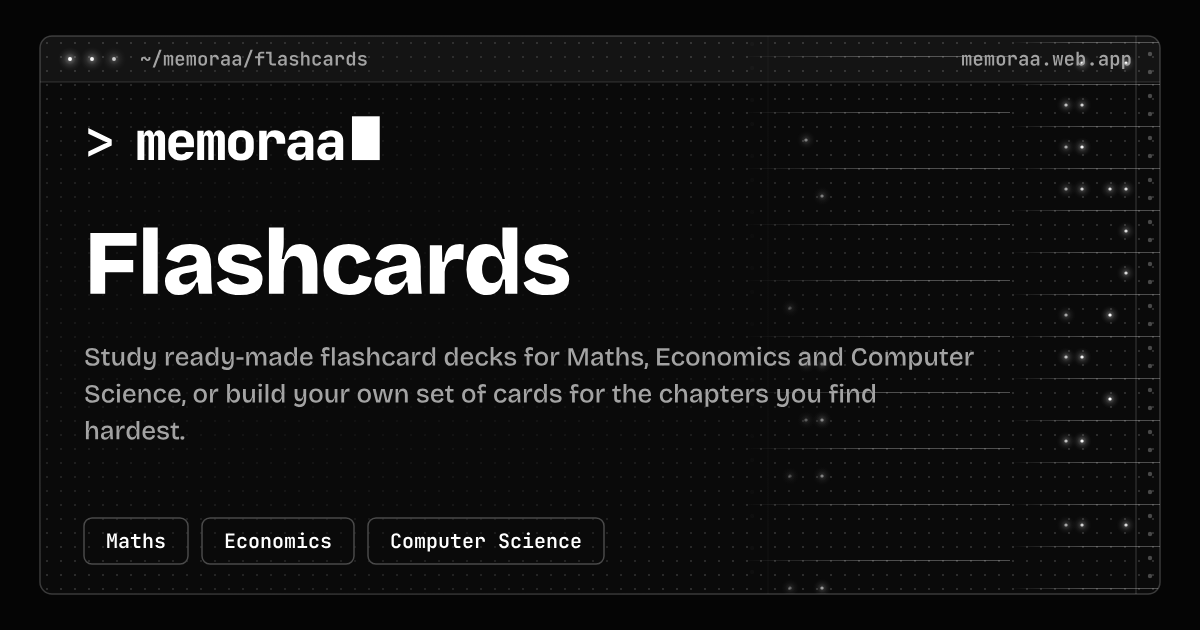 ~/memoraa/flashcards
memoraa.web.app
> memoraa
Flashcards
Study ready-made flashcard decks for Maths, Economics and Computer
Science, or build your own set of cards for the chapters you find
hardest.
Maths
Economics
Computer Science